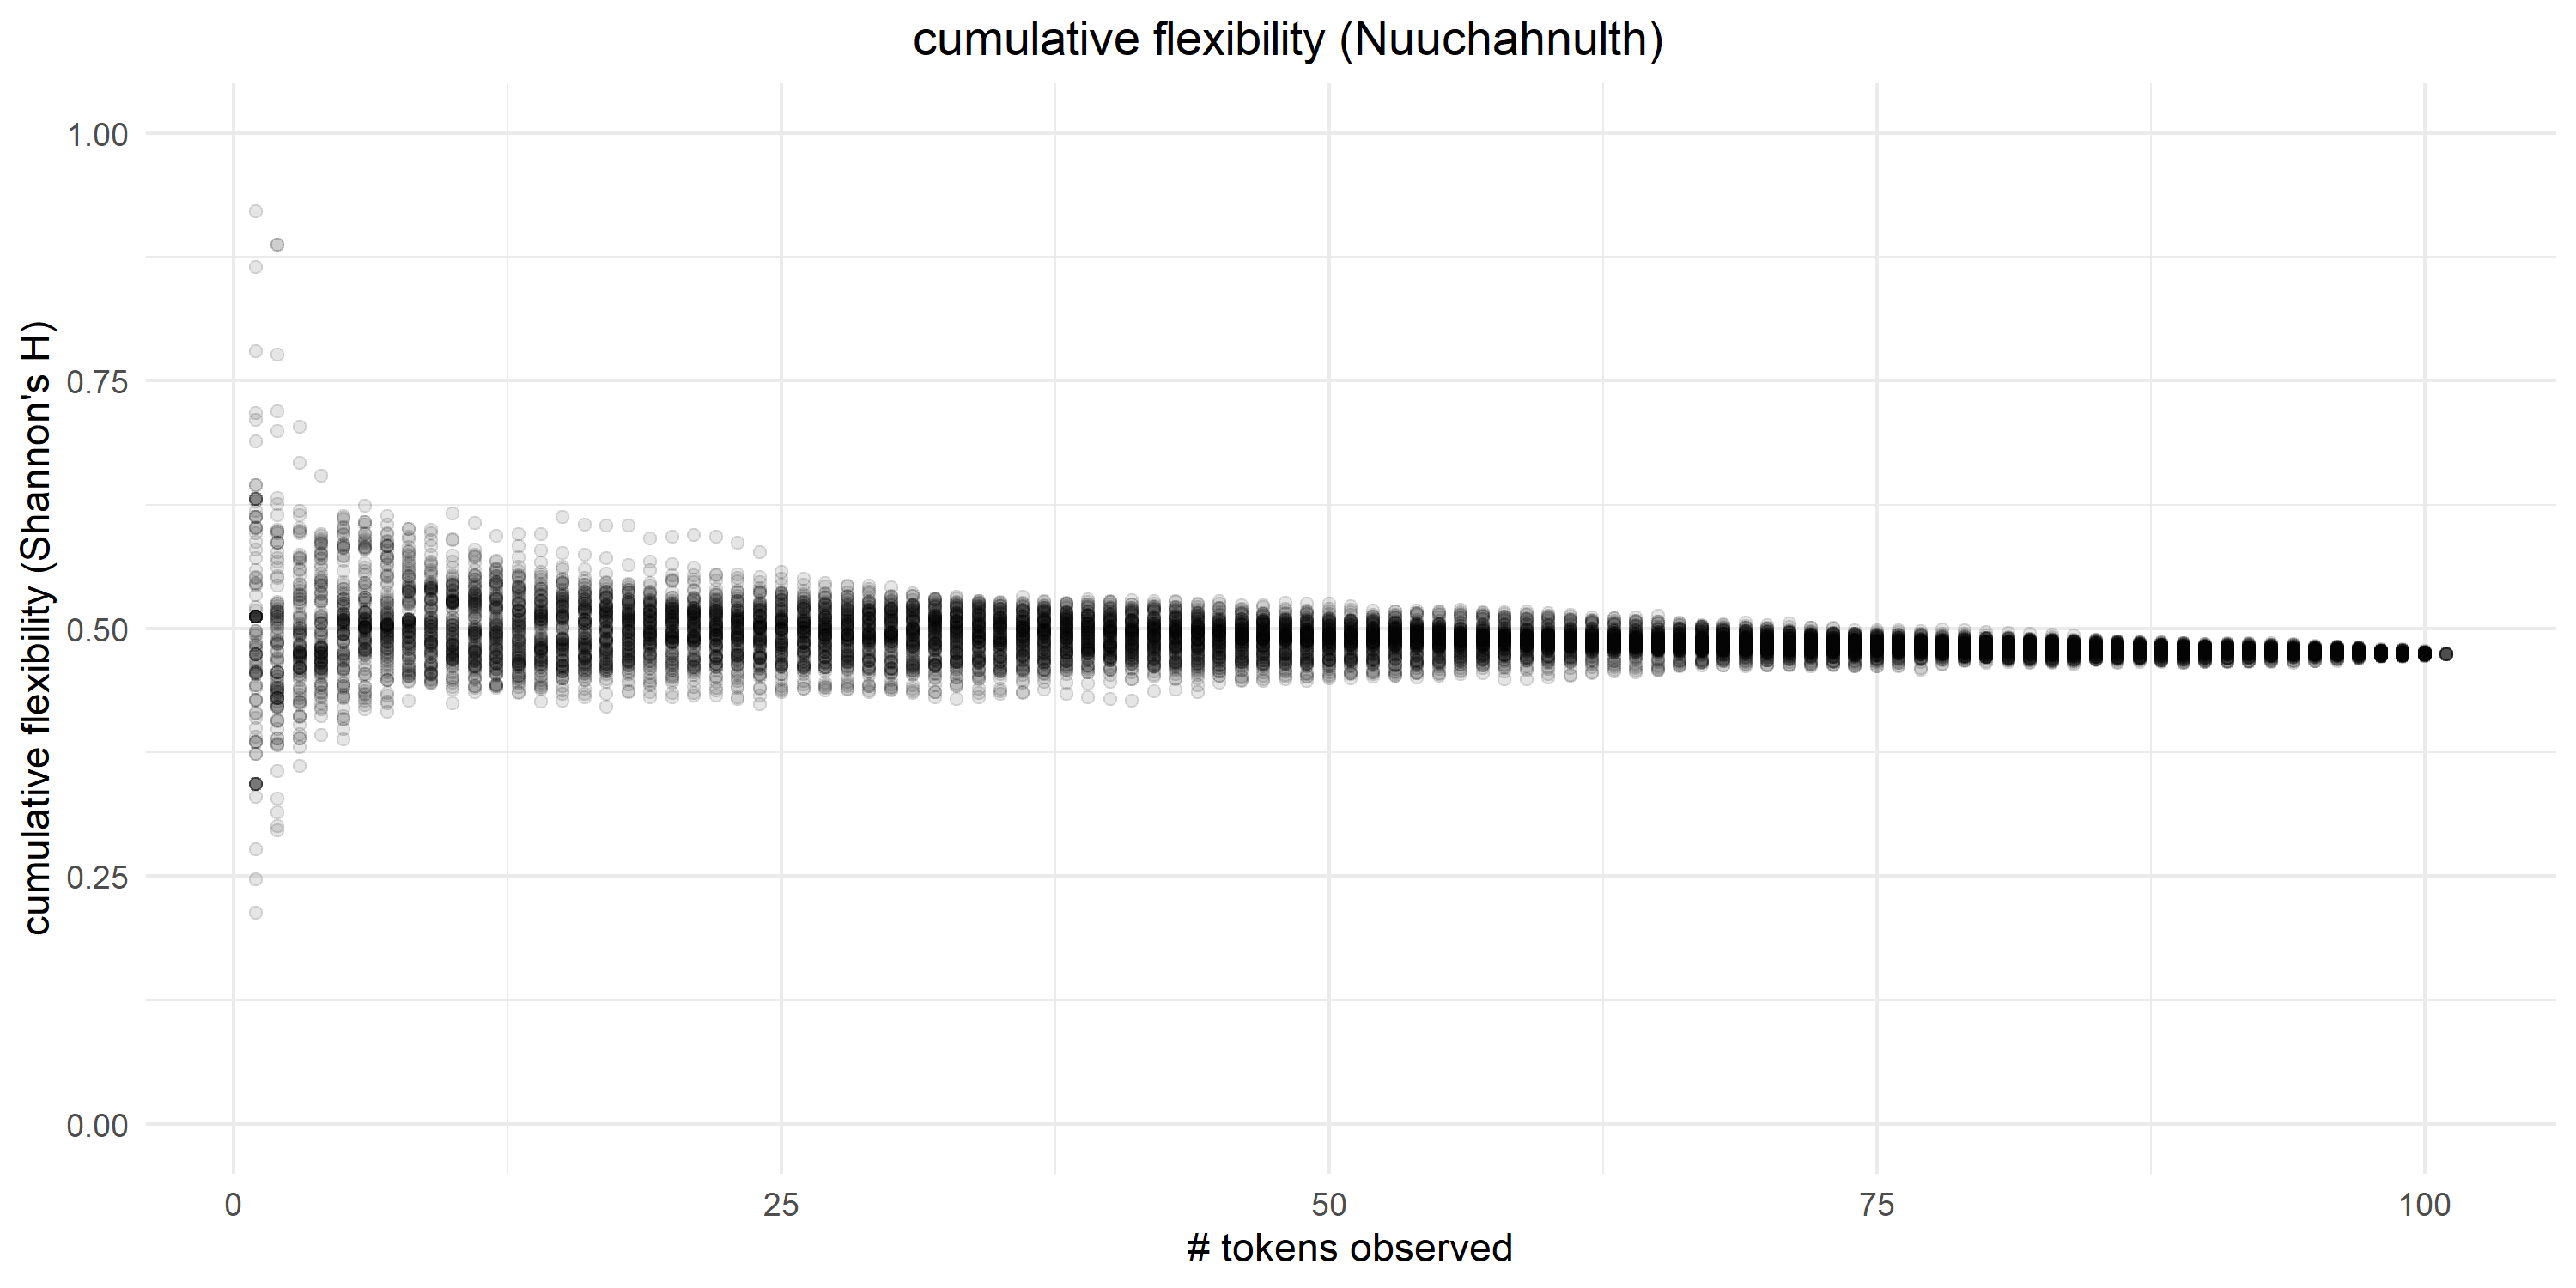 cumulative flexibility (Nuuchahnulth)
cumulative flexibility (Shannon's H)
1.00
0.75
0.50
0.25
0.00
0 25 50 75 100
# tokens observed